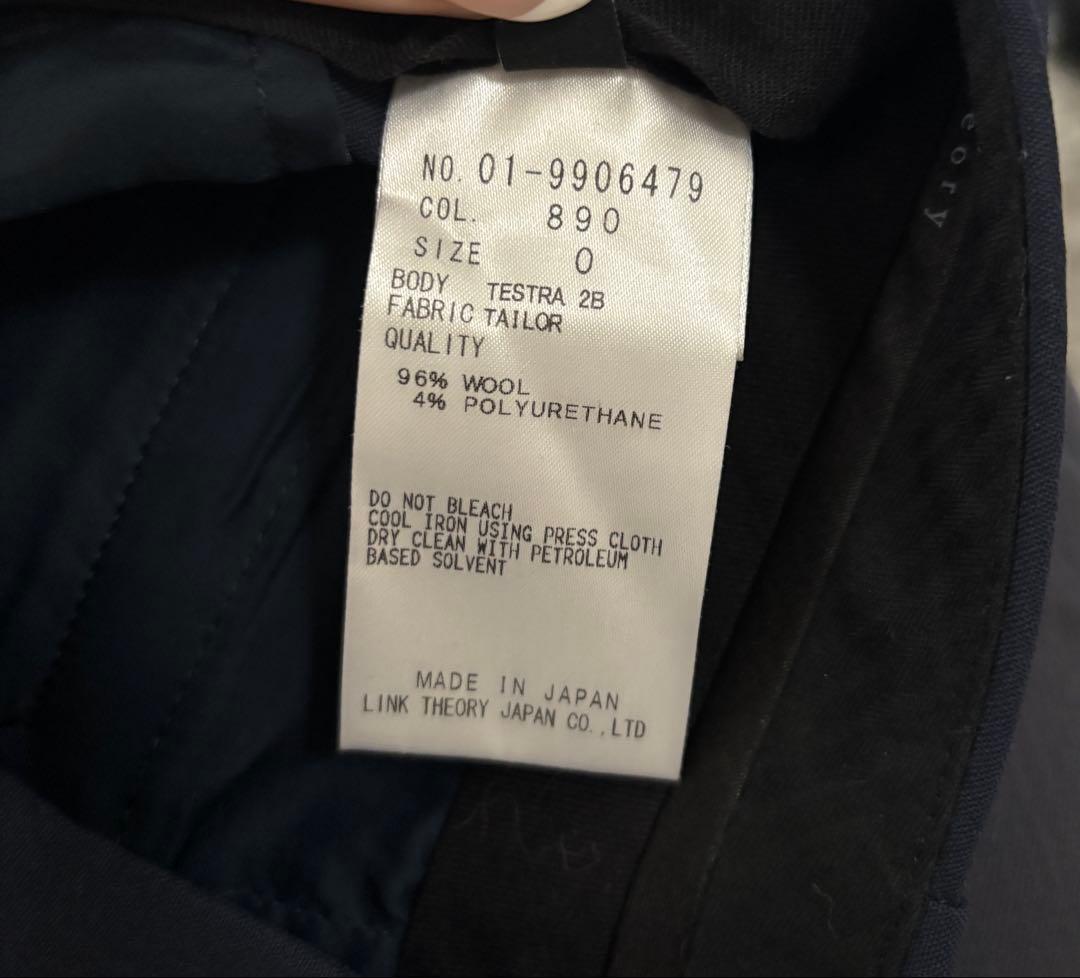 NO. 01-9906479
COL. 890
SIZE 0
BODY TESTRA 2B
FABRIC TAILOR
QUALITY
96% WOOL
4% POLYURETHANE
DO NOT BLEACH
COOL IRON USING PRESS CLOTH
DRY CLEAN WITH PETROLEUM
BASED SOLVENT
MADE IN JAPAN
LINK THEORY JAPAN CO.,LTD
eory